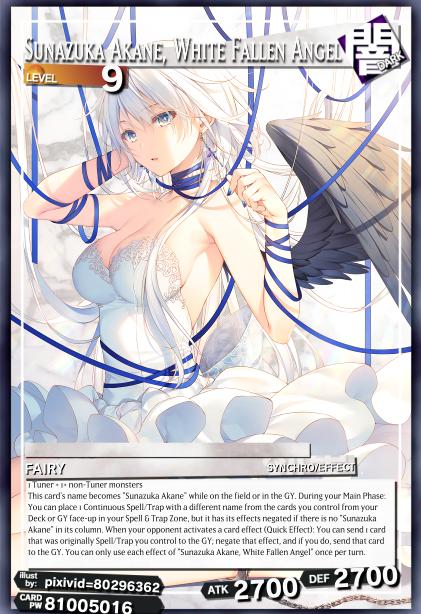 Sunazuka Akane, White Fallen Angel
闇
DARK
LEVEL 9
FAIRY
SYNCHRO/EFFECT
1 Tuner + 1+ non-Tuner monsters
This card's name becomes "Sunazuka Akane" while on the field or in the GY. During your Main Phase:
You can place 1 Continuous Spell/Trap with a different name from the cards you control from your
Deck or GY face-up in your Spell & Trap Zone, but it has its effects negated if there is no "Sunazuka
Akane" in its column. When your opponent activates a card effect (Quick Effect): You can send 1 card
that was originally Spell/Trap you control to the GY; negate that effect, and if you do, send that card
to the GY. You can only use each effect of "Sunazuka Akane, White Fallen Angel" once per turn.
illust by: pixivid=80296362
ATK 2700 DEF 2700
CARD PW 81005016